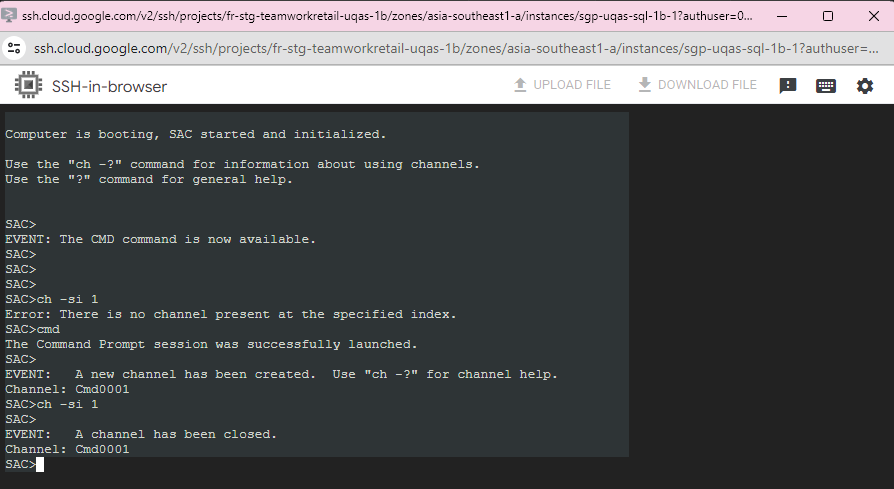 ssh.cloud.google.com/v2/ssh/projects/fr-stg-teamworkretail-uqas-1b/zones/asia-southeast1-a/instances/sgp-uqas-sql-1b-1?authuser=0...
ssh.cloud.google.com/v2/ssh/projects/fr-stg-teamworkretail-uqas-1b/zones/asia-southeast1-a/instances/sgp-uqas-sql-1b-1?authuser=...
SSH-in-browser
UPLOAD FILE
DOWNLOAD FILE
Computer is booting, SAC started and initialized.
Use the "ch -?" command for information about using channels.
Use the "?" command for general help.
SAC>
EVENT: The CMD command is now available.
SAC>
SAC>
SAC>
SAC>ch -si 1
Error: There is no channel present at the specified index.
SAC>cmd
The Command Prompt session was successfully launched.
SAC>
EVENT:   A new channel has been created.  Use "ch -?" for channel help.
Channel: Cmd0001
SAC>ch -si 1
SAC>
EVENT:   A channel has been closed.
Channel: Cmd0001
SAC>